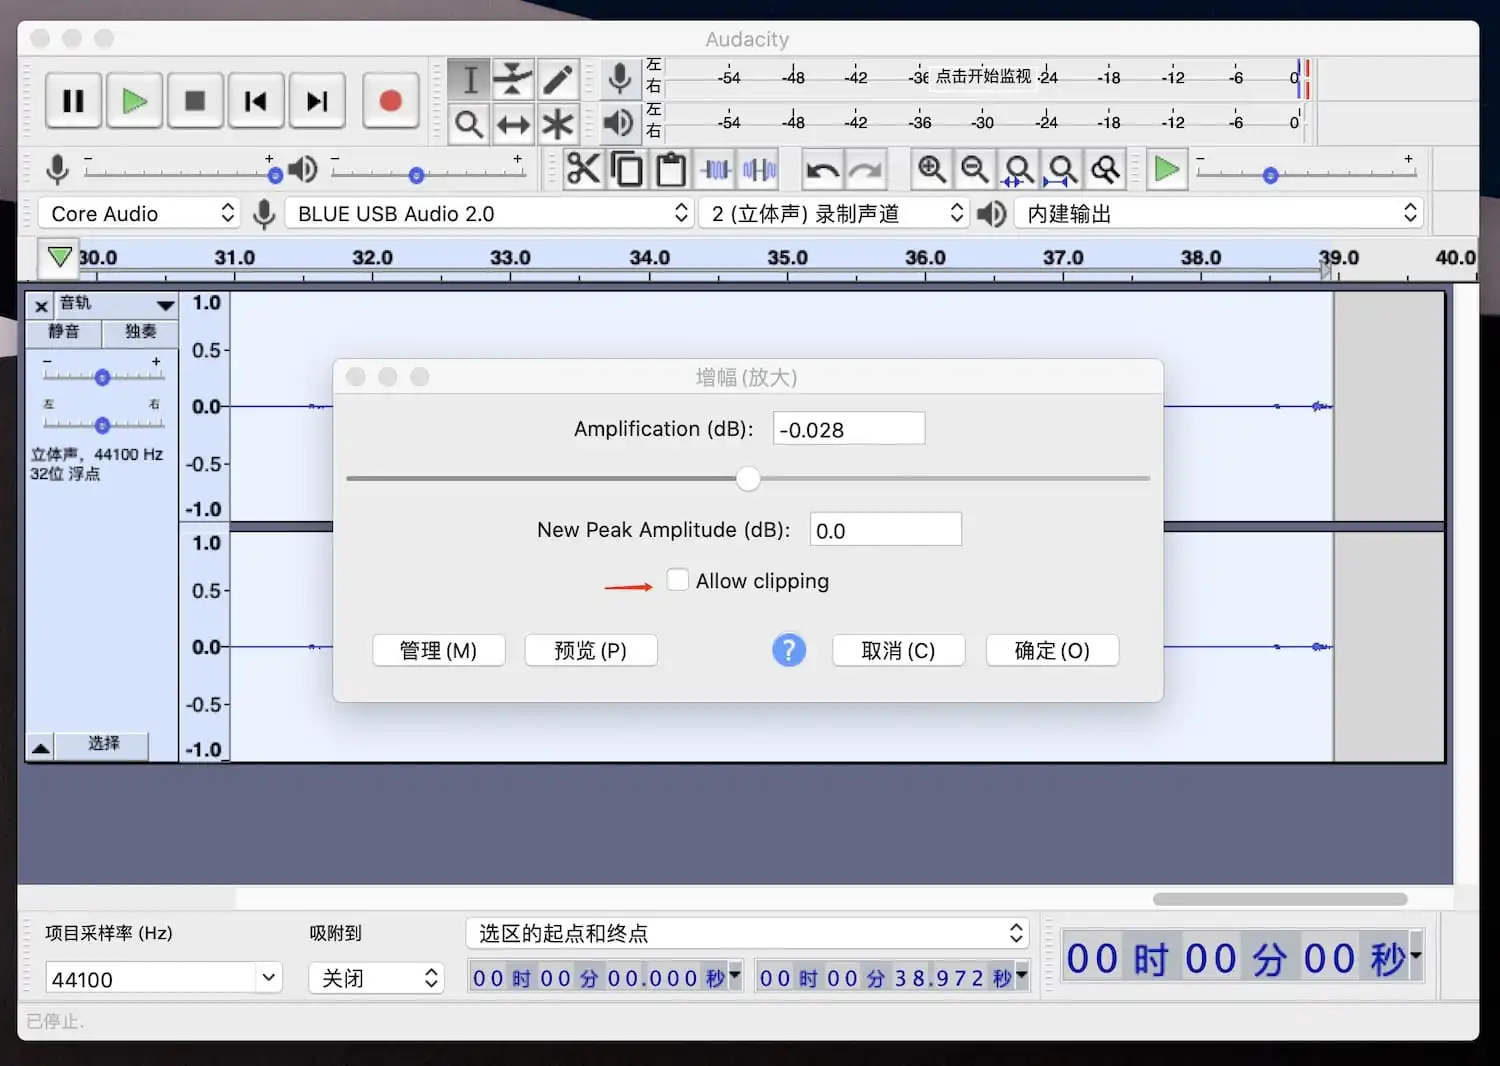 Audacity
左
右
-54 -48 -42 -36 点击开始监视 -24 -18 -12 -6 0
左
右
-54 -48 -42 -36 -30 -24 -18 -12 -6 0
- + - + - +
Core Audio BLUE USB Audio 2.0 2 (立体声) 录制声道 内建输出
30.0 31.0 32.0 33.0 34.0 35.0 36.0 37.0 38.0 39.0 40.0
音轨
静音 独奏
- +
左 右
立体声, 44100 Hz
32位 浮点
选择
1.0
0.5
0.0
-0.5
-1.0
1.0
0.5
0.0
-0.5
-1.0
增幅(放大)
Amplification (dB): -0.028
New Peak Amplitude (dB): 0.0
Allow clipping
管理(M) 预览(P) ? 取消(C) 确定(O)
项目采样率 (Hz) 吸附到 选区的起点和终点
44100 关闭 00 时 00 分 00.000 秒 00 时 00 分 38.972 秒
00 时 00 分 00 秒
已停止.